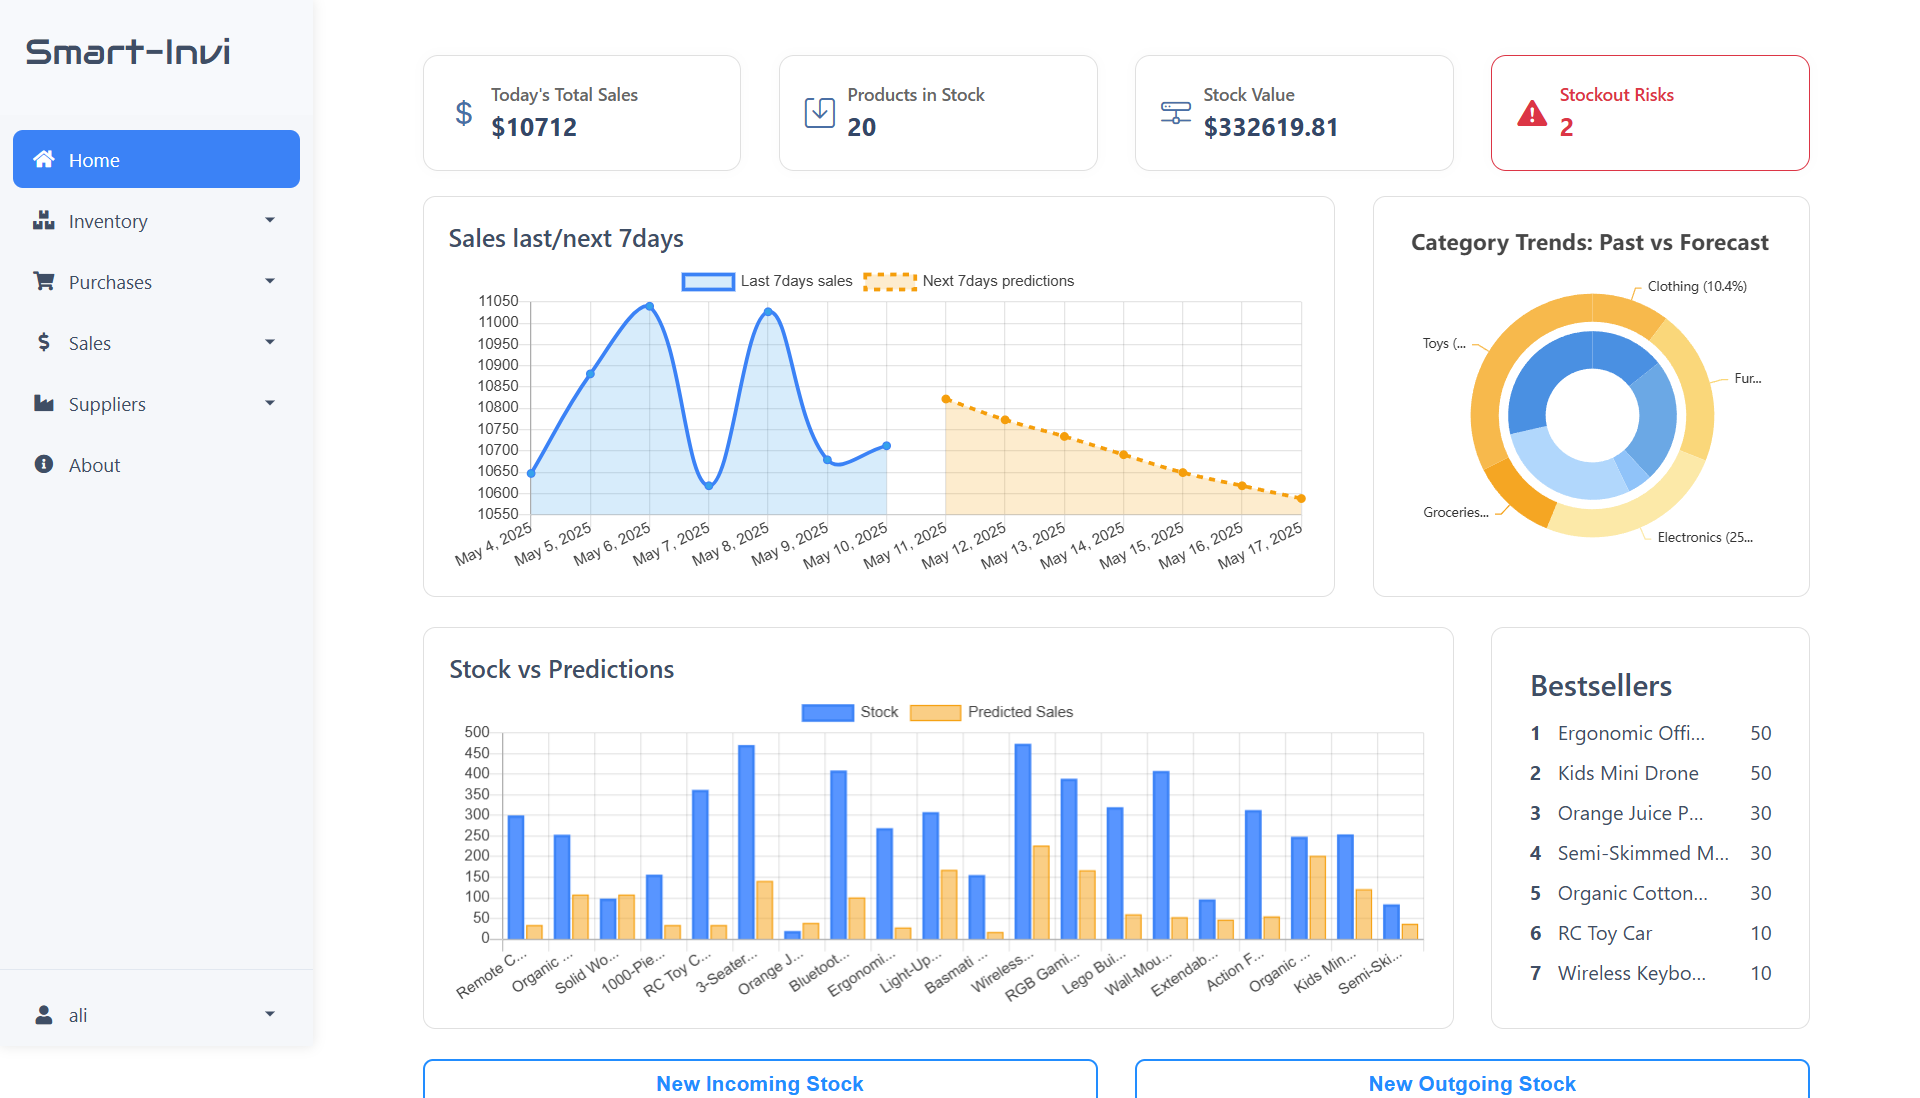 Smart-Invi
Home
Inventory
Purchases
Sales
Suppliers
About
ali
Today's Total Sales
$10712
Products in Stock
20
Stock Value
$332619.81
Stockout Risks
2
Sales last/next 7days
Last 7days sales
Next 7days predictions
11050
11000
10950
10900
10850
10800
10750
10700
10650
10600
10550
May 4, 2025
May 5, 2025
May 6, 2025
May 7, 2025
May 8, 2025
May 9, 2025
May 10, 2025
May 11, 2025
May 12, 2025
May 13, 2025
May 14, 2025
May 15, 2025
May 16, 2025
May 17, 2025
Category Trends: Past vs Forecast
Clothing (10.4%)
Toys (...
Fur...
Groceries...
Electronics (25...
Stock vs Predictions
Stock
Predicted Sales
500
450
400
350
300
250
200
150
100
50
0
Remote C...
Organic ...
Solid Wo...
1000-Pie...
RC Toy C...
3-Seater...
Orange J...
Bluetoot...
Ergonomi...
Light-Up...
Basmati ...
Wireless...
RGB Gami...
Lego Bui...
Wall-Mou...
Extendab...
Action F...
Organic ...
Kids Min...
Semi-Ski...
Bestsellers
1 Ergonomic Offi... 50
2 Kids Mini Drone 50
3 Orange Juice P... 30
4 Semi-Skimmed M... 30
5 Organic Cotton... 30
6 RC Toy Car 10
7 Wireless Keybo... 10
New Incoming Stock
New Outgoing Stock